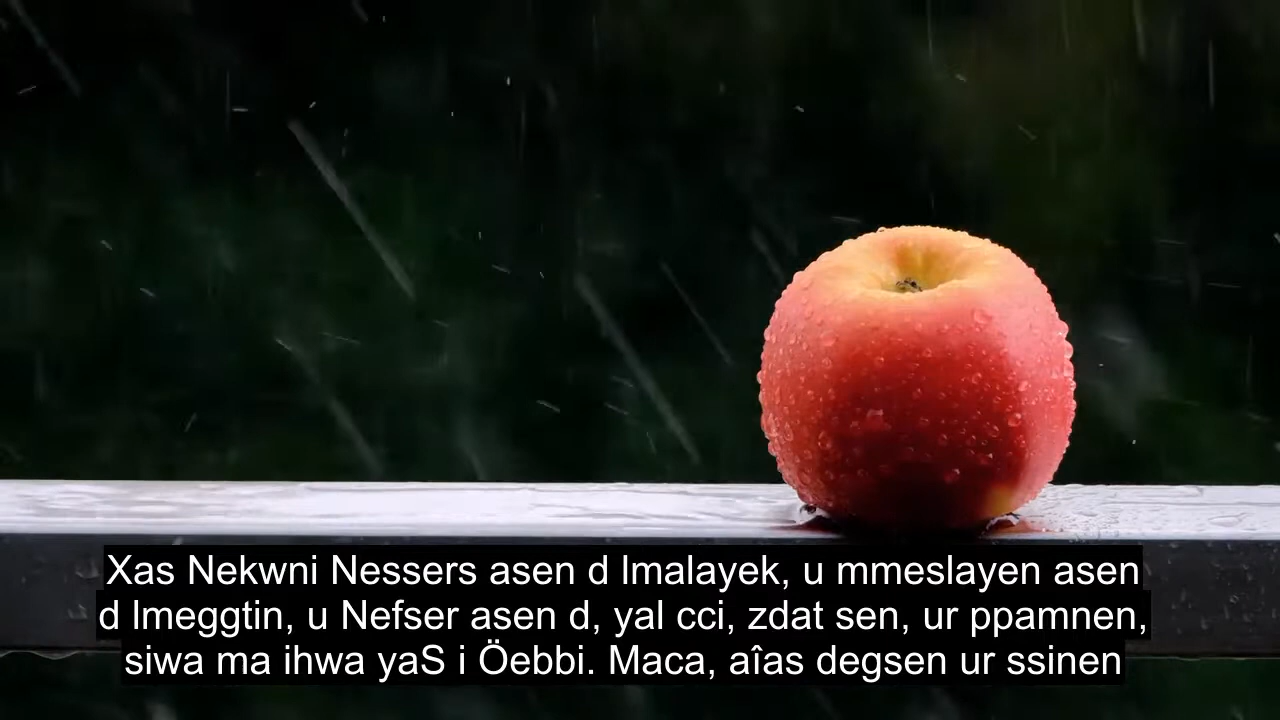 Xas Nekwni Nessers asen d lmalayek, u mmeslayen asen
d lmeggtin, u Nefser asen d, yal cci, zdat sen, ur ppamnen,
siwa ma ihwa yaS i Öebbi. Maca, aîas degsen ur ssinen